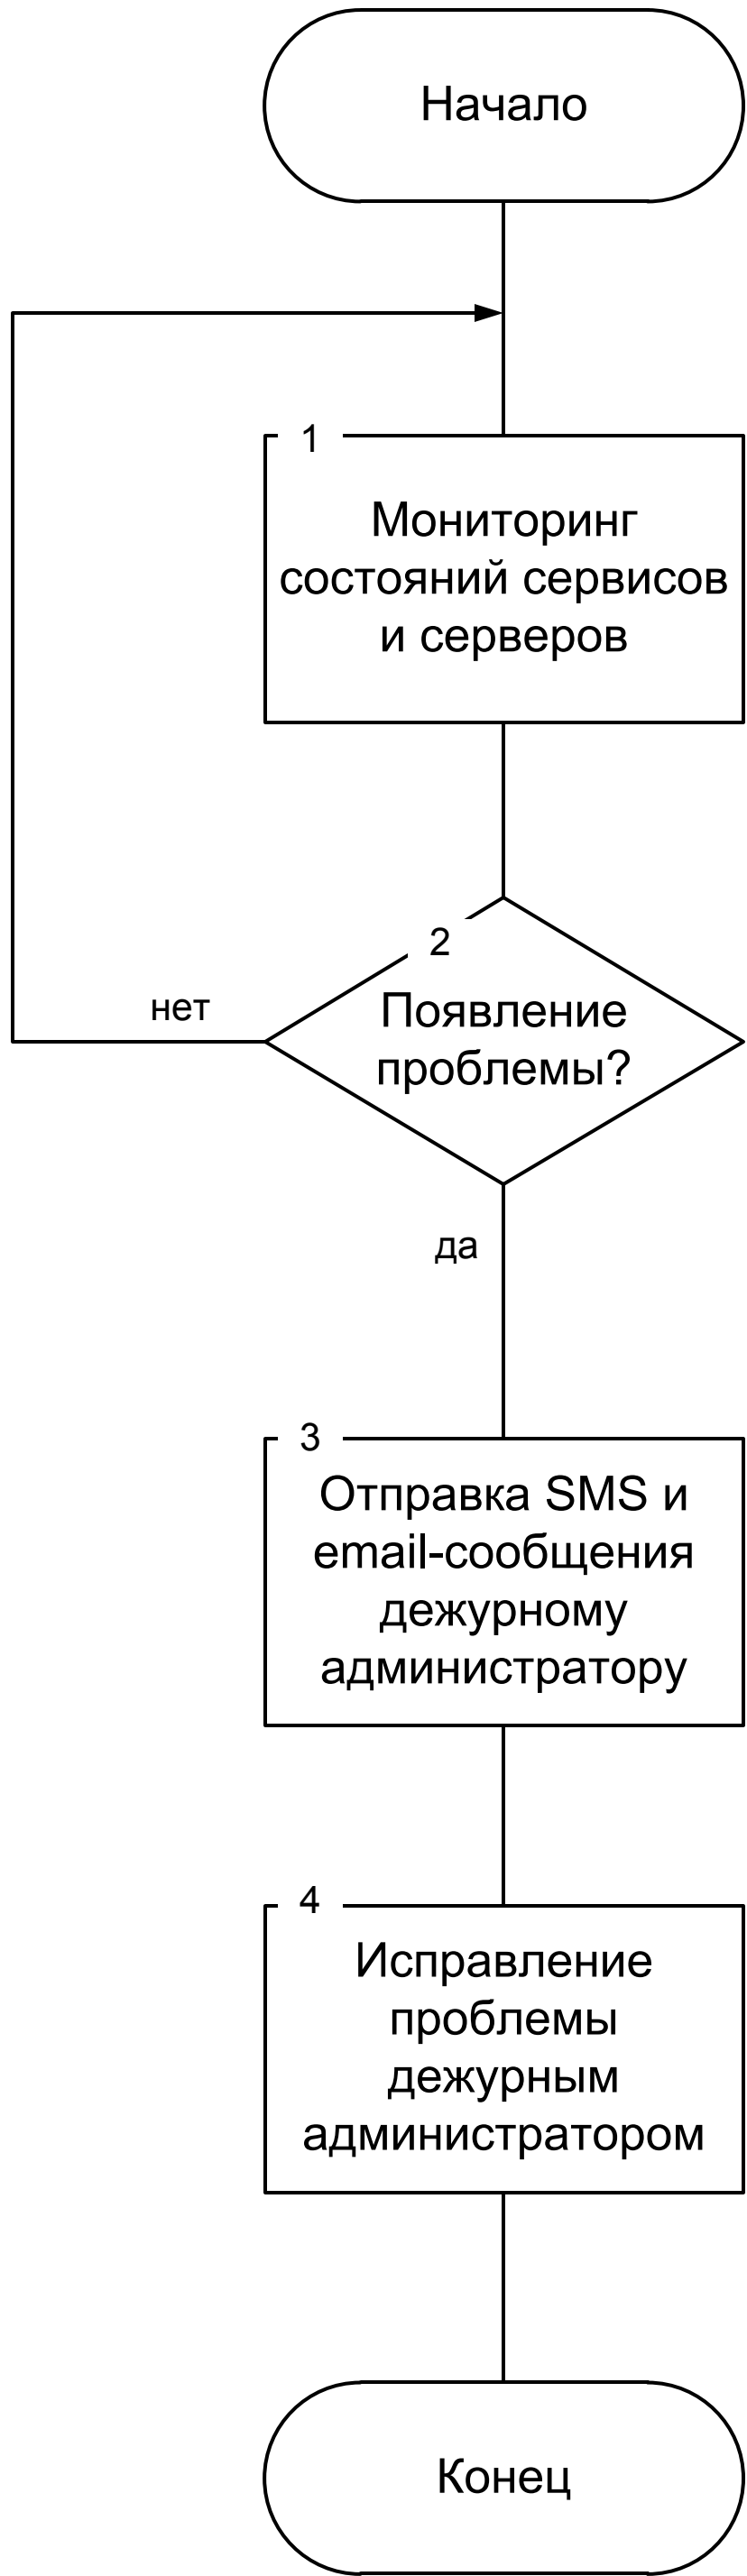 Начало
1
Мониторинг
состояний сервисов
и серверов
2
Появление
проблемы?
нет
да
3
Отправка SMS и
email-сообщения
дежурному
администратору
4
Исправление
проблемы
дежурным
администратором
Конец